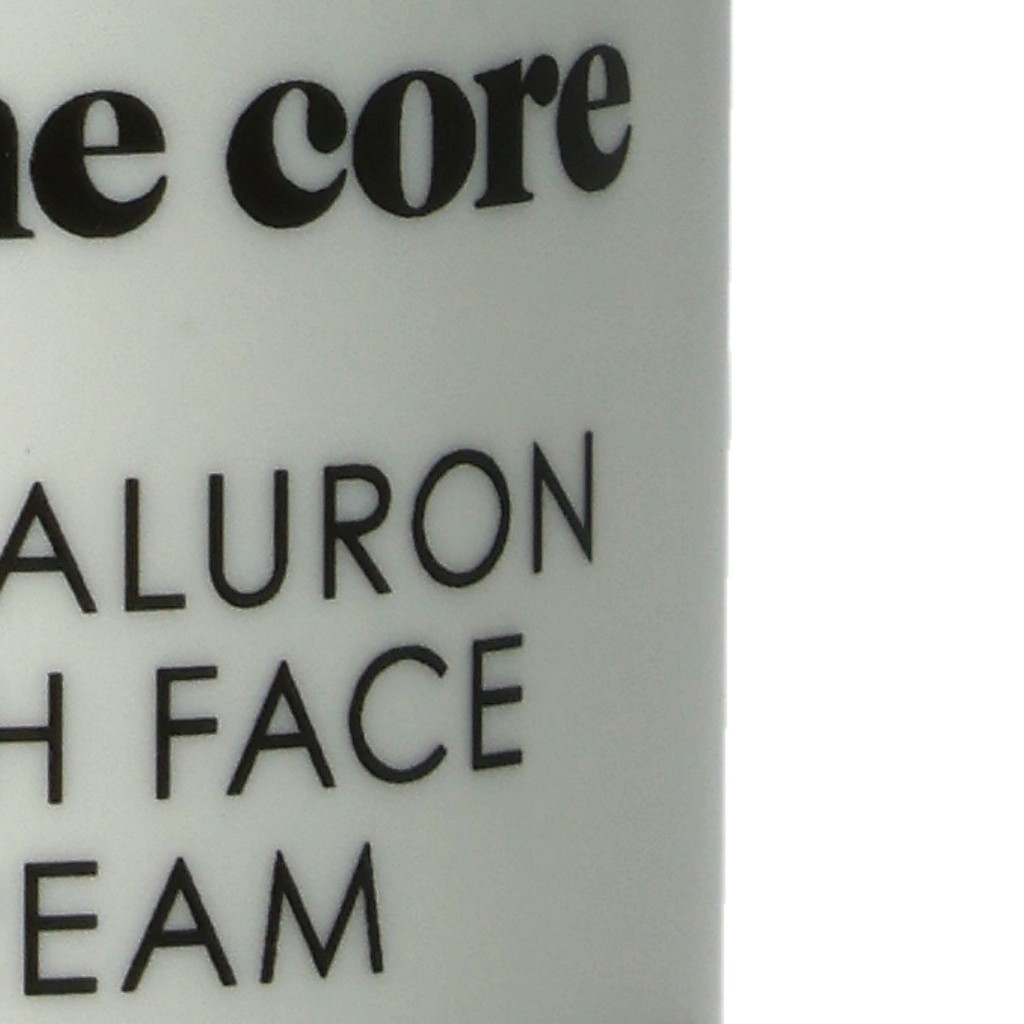 he core
ALURON
H FACE
EAM